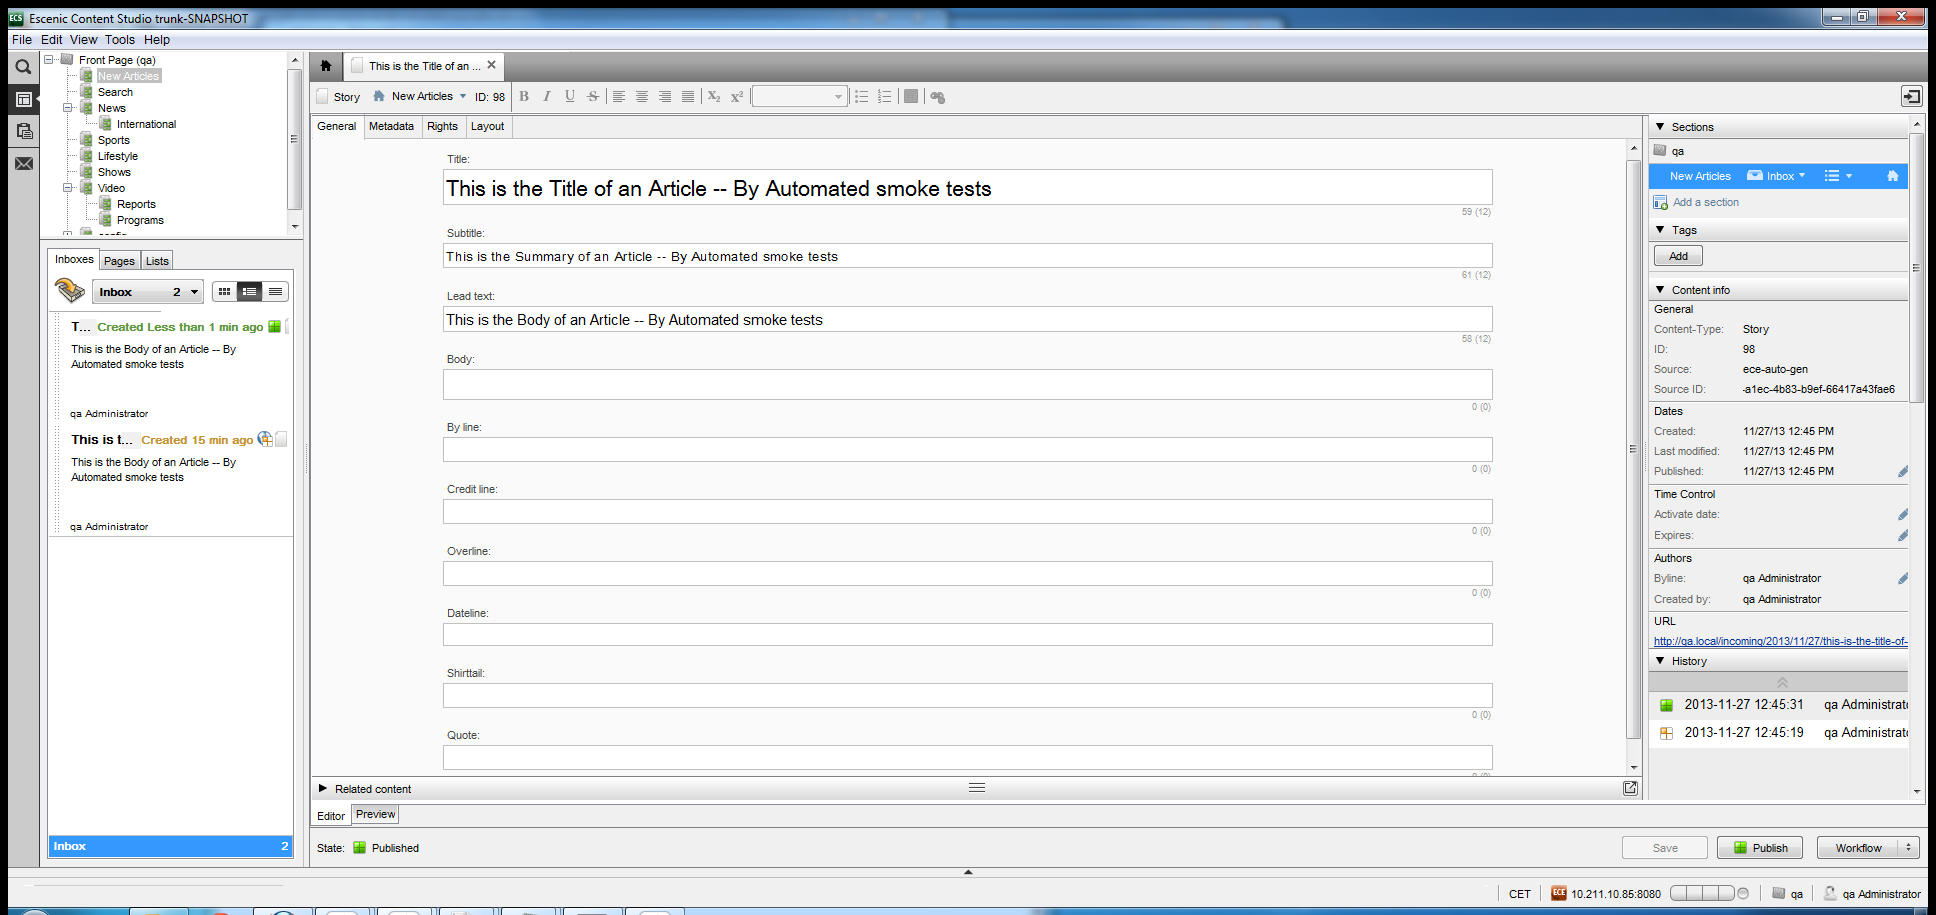 Escenic Content Studio trunk-SNAPSHOT
File Edit View Tools Help
Front Page (qa)
New Articles
Search
News
International
Sports
Lifestyle
Shows
Video
Reports
Programs
Inboxes Pages Lists
Inbox 2
T... Created Less than 1 min ago
This is the Body of an Article -- By
Automated smoke tests
qa Administrator
This is t... Created 15 min ago
This is the Body of an Article -- By
Automated smoke tests
qa Administrator
Inbox 2
This is the Title of an ...
Story New Articles ID: 98 B I U S X2 X2
General Metadata Rights Layout
Title:
This is the Title of an Article -- By Automated smoke tests
59 (12)
Subtitle:
This is the Summary of an Article -- By Automated smoke tests
61 (12)
Lead text:
This is the Body of an Article -- By Automated smoke tests
58 (12)
Body:
0 (0)
By line:
0 (0)
Credit line:
0 (0)
Overline:
0 (0)
Dateline:
Shirttail:
0 (0)
Quote:
Related content
Editor Preview
State: Published
Save Publish Workflow
Sections
qa
New Articles Inbox
Add a section
Tags
Add
Content info
General
Content-Type: Story
ID: 98
Source: ece-auto-gen
Source ID: -a1ec-4b83-b9ef-66417a43fae6
Dates
Created: 11/27/13 12:45 PM
Last modified: 11/27/13 12:45 PM
Published: 11/27/13 12:45 PM
Time Control
Activate date:
Expires:
Authors
Byline: qa Administrator
Created by: qa Administrator
URL
http://qa.local/incoming/2013/11/27/this-is-the-title-of-
History
2013-11-27 12:45:31 qa Administrato
2013-11-27 12:45:19 qa Administrato
CET ECE 10.211.10.85:8080 qa qa Administrator